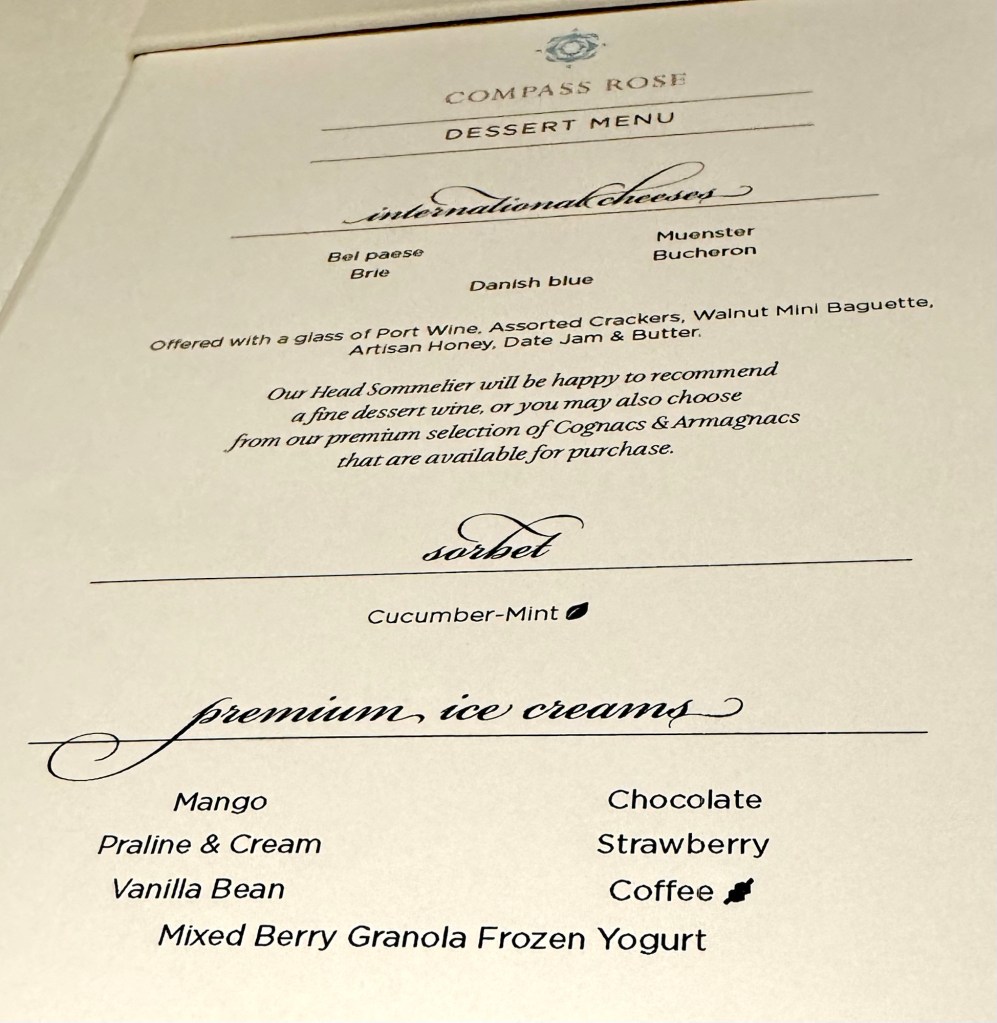 COMPASS ROSE
DESSERT MENU
international cheeses
Bel paese
Brie
Muenster
Bucheron
Danish blue
Offered with a glass of Port Wine, Assorted Crackers, Walnut Mini Baguette,
Artisan Honey, Date Jam & Butter.
Our Head Sommelier will be happy to recommend
a fine dessert wine, or you may also choose
from our premium selection of Cognacs & Armagnacs
that are available for purchase.
sorbet
Cucumber-Mint
premium ice creams
Mango
Praline & Cream
Vanilla Bean
Chocolate
Strawberry
Coffee
Mixed Berry Granola Frozen Yogurt